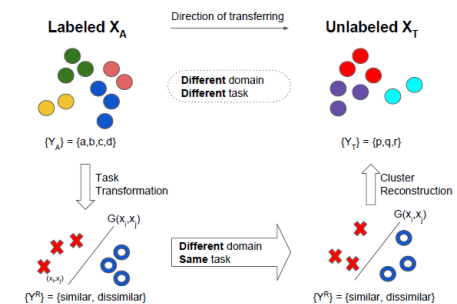 Labeled X_A
Direction of transferring
Unlabeled X_T
Different domain
Different task
{Y_A} = {a,b,c,d}
{Y_T} = {p,q,r}
Task
Transformation
Cluster
Reconstruction
G(x_i,x_j)
G(x_i,x_j)
(x_i,x_j)
Different domain
Same task
{Y^R} = {similar, dissimilar}
{Y^R} = {similar, dissimilar}